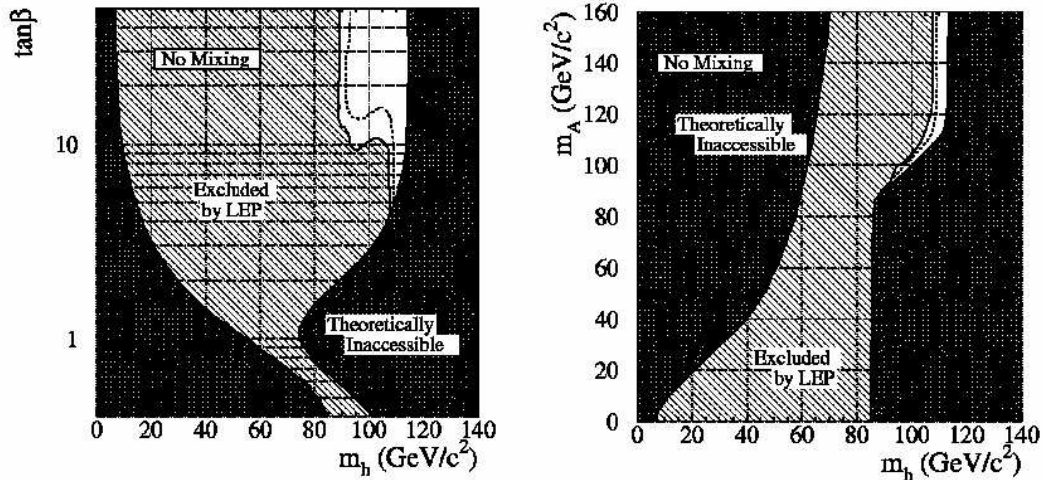 tanβ
No Mixing
10
Excluded
by LEP
1
Theoretically
Inaccessible
0 20 40 60 80 100 120 140
m_h (GeV/c²)
m_A (GeV/c²)
160
140
120
100
80
60
40
20
0
No Mixing
Theoretically
Inaccessible
Excluded
by LEP
0 20 40 60 80 100 120 140
m_h (GeV/c²)